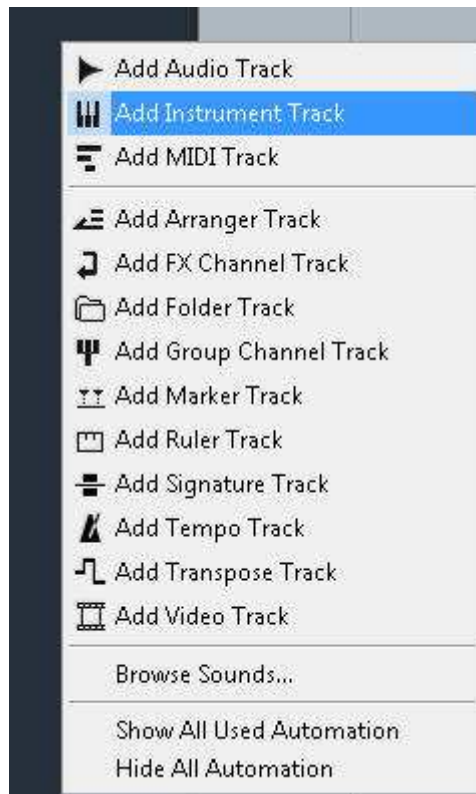 Add Audio Track
Add Instrument Track
Add MIDI Track
Add Arranger Track
Add FX Channel Track
Add Folder Track
Add Group Channel Track
Add Marker Track
Add Ruler Track
Add Signature Track
Add Tempo Track
Add Transpose Track
Add Video Track
Browse Sounds...
Show All Used Automation
Hide All Automation